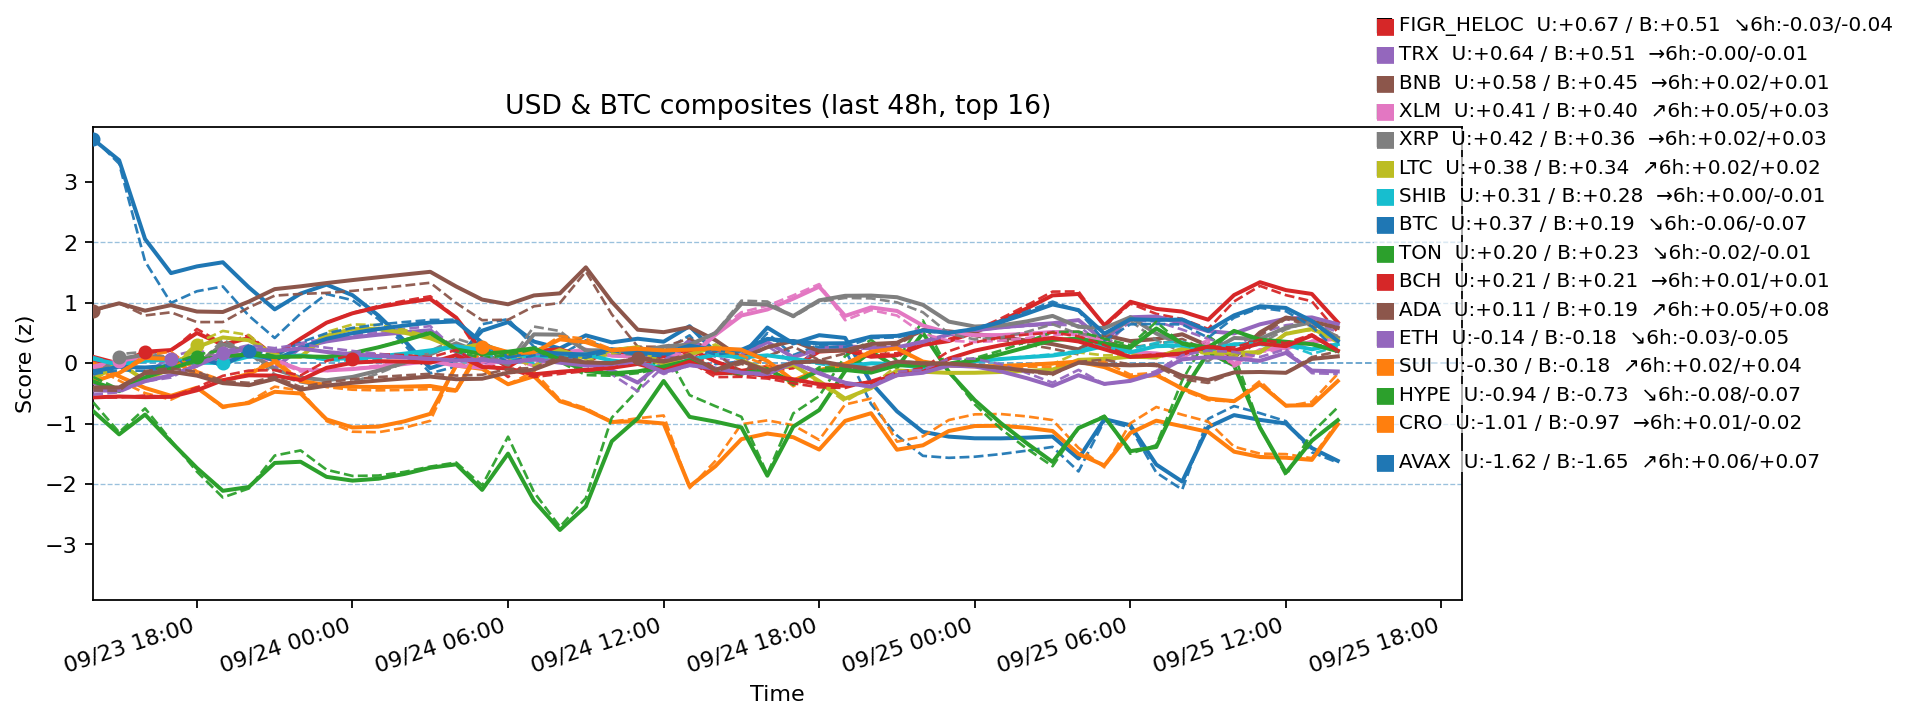 FIGR_HELOC  U:+0.67 / B:+0.51  ↘6h:-0.03/-0.04
TRX  U:+0.64 / B:+0.51  →6h:-0.00/-0.01
BNB  U:+0.58 / B:+0.45  →6h:+0.02/+0.01
USD & BTC composites (last 48h, top 16)
XLM  U:+0.41 / B:+0.40  ↗6h:+0.05/+0.03
XRP  U:+0.42 / B:+0.36  →6h:+0.02/+0.03
LTC  U:+0.38 / B:+0.34  ↗6h:+0.02/+0.02
SHIB  U:+0.31 / B:+0.28  →6h:+0.00/-0.01
BTC  U:+0.37 / B:+0.19  ↘6h:-0.06/-0.07
TON  U:+0.20 / B:+0.23  ↘6h:-0.02/-0.01
BCH  U:+0.21 / B:+0.21  →6h:+0.01/+0.01
ADA  U:+0.11 / B:+0.19  ↗6h:+0.05/+0.08
ETH  U:-0.14 / B:-0.18  ↘6h:-0.03/-0.05
SUI  U:-0.30 / B:-0.18  ↗6h:+0.02/+0.04
HYPE  U:-0.94 / B:-0.73  ↘6h:-0.08/-0.07
CRO  U:-1.01 / B:-0.97  →6h:+0.01/-0.02
AVAX  U:-1.62 / B:-1.65  ↗6h:+0.06/+0.07
Score (z)
3
2
1
0
−1
−2
−3
09/23 18:00
09/24 00:00
09/24 06:00
09/24 12:00
09/24 18:00
09/25 00:00
09/25 06:00
09/25 12:00
09/25 18:00
Time